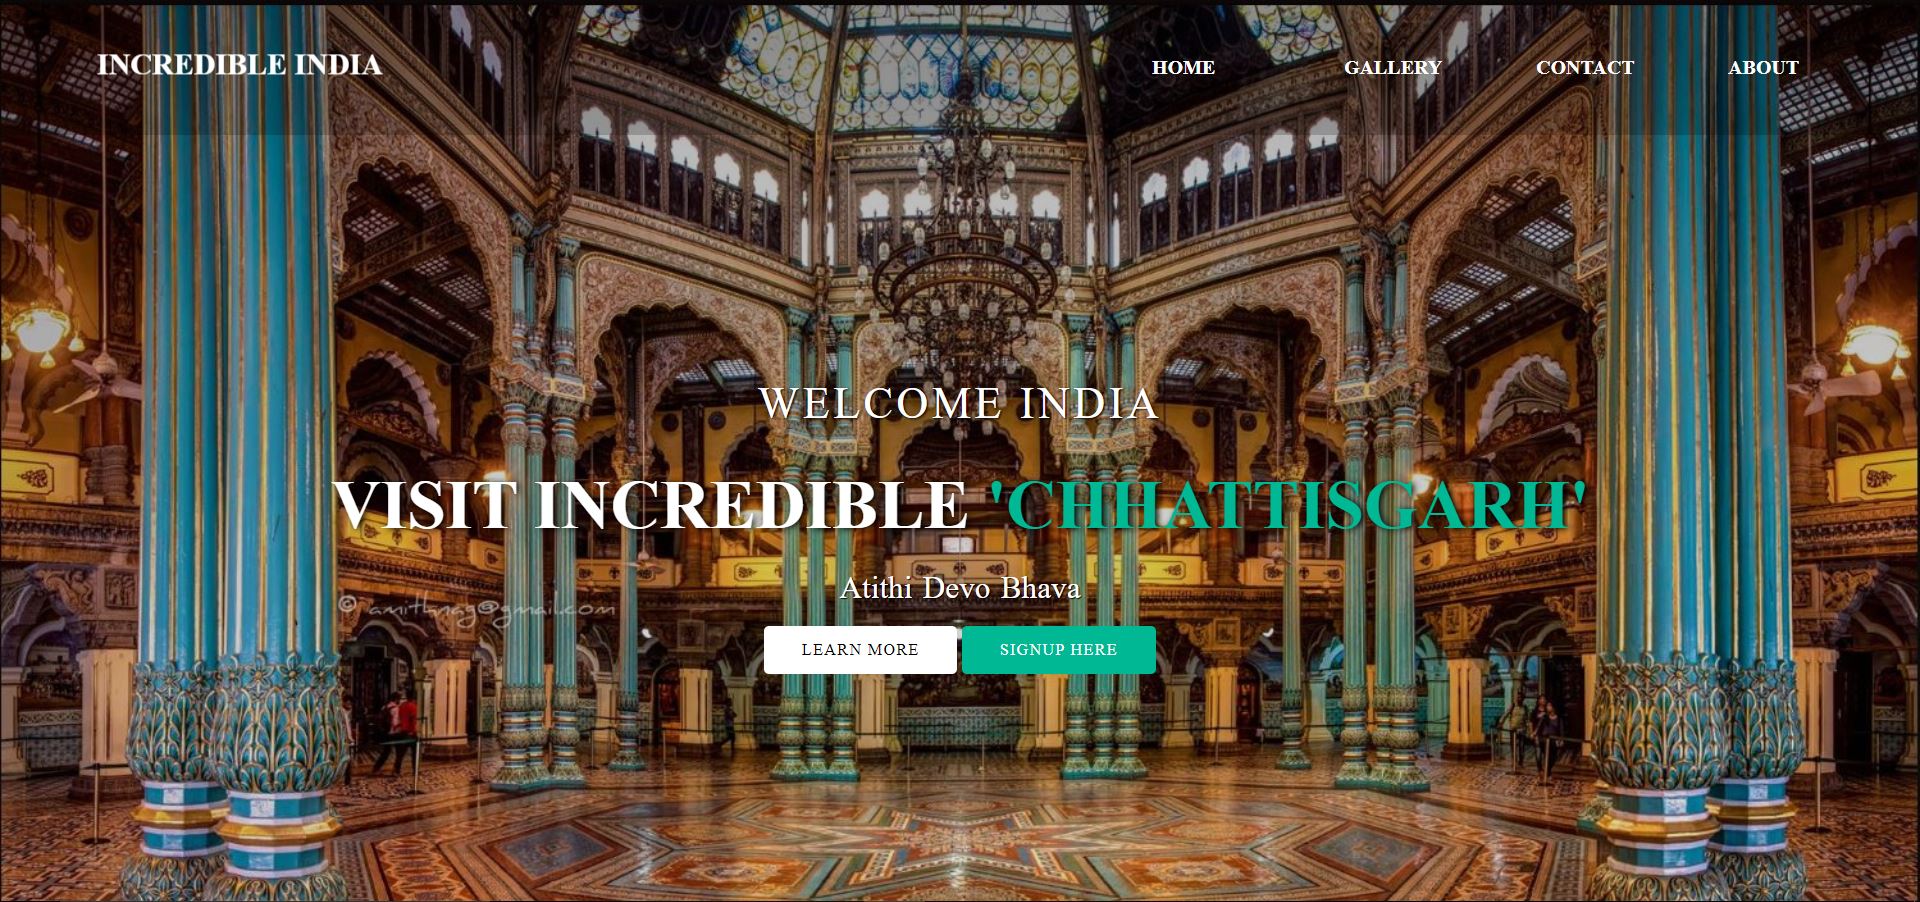 INCREDIBLE INDIA
HOME GALLERY CONTACT ABOUT
WELCOME INDIA
VISIT INCREDIBLE 'CHHATTISGARH'
Atithi Devo Bhava
© amithnag@gmail.com
LEARN MORE SIGNUP HERE